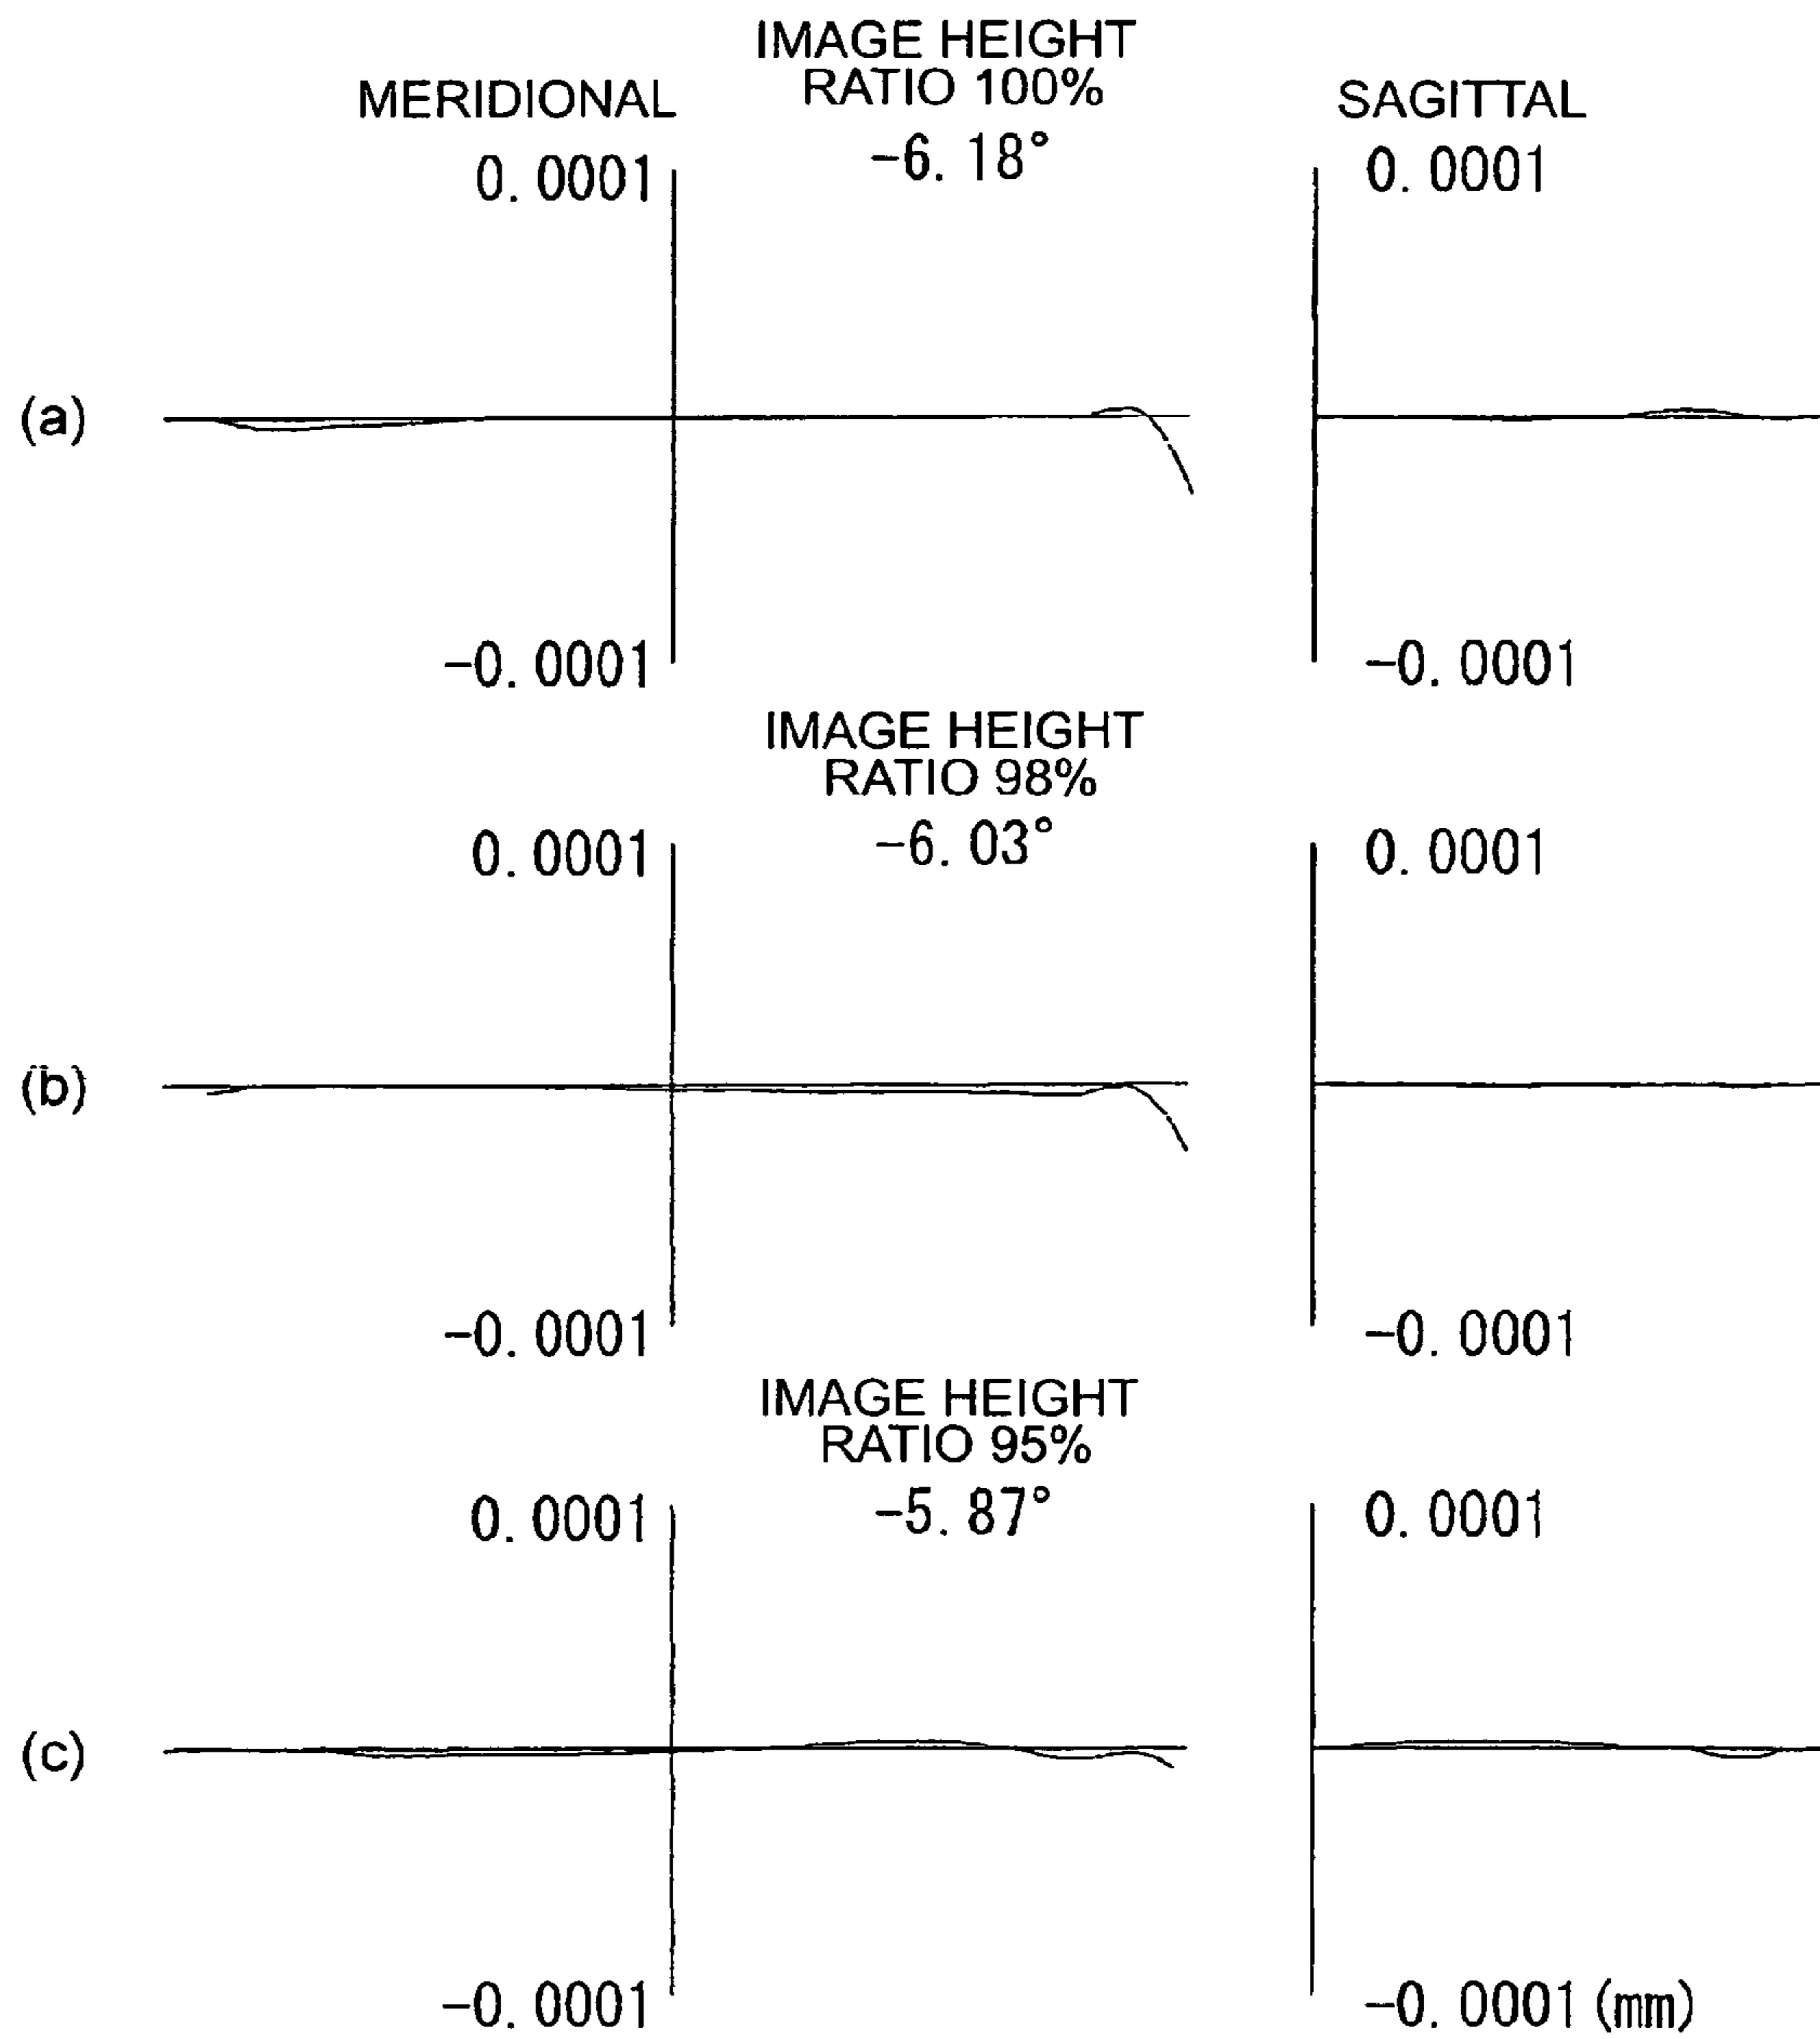 IMAGE HEIGHT
RATIO 100%
MERIDIONAL
SAGITTAL
-6.18°
0.0001
0.0001
(a)
-0.0001
-0.0001
IMAGE HEIGHT
RATIO 98%
-6.03°
0.0001
0.0001
(b)
-0.0001
-0.0001
IMAGE HEIGHT
RATIO 95%
-5.87°
0.0001
0.0001
(c)
-0.0001
-0.0001 (mm)